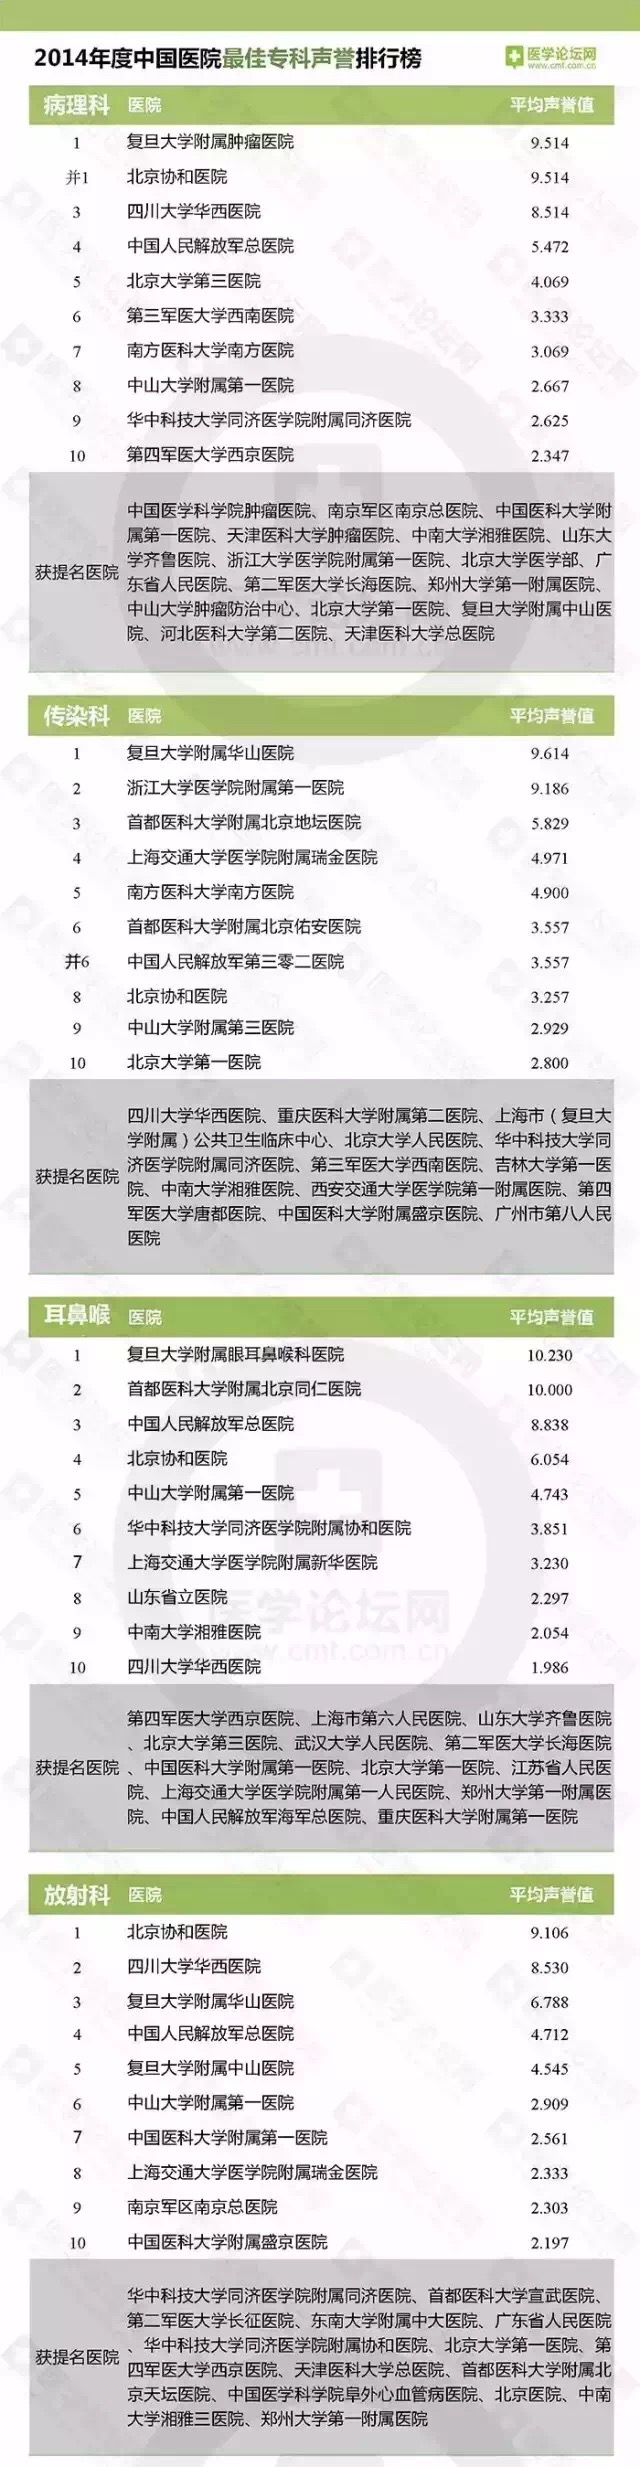 2014年度中国医院最佳专科声誉排行榜
医学论坛网
www.cmt.com.cn
病理科 医院 平均声誉值
1 复旦大学附属肿瘤医院 9.514
并1 北京协和医院 9.514
3 四川大学华西医院 8.514
4 中国人民解放军总医院 5.472
5 北京大学第三医院 4.069
6 第三军医大学西南医院 3.333
7 南方医科大学南方医院 3.069
8 中山大学附属第一医院 2.667
9 华中科技大学同济医学院附属同济医院 2.625
10 第四军医大学西京医院 2.347
获提名医院
中国医学科学院肿瘤医院、南京军区南京总医院、中国医科大学附
属第一医院、天津医科大学肿瘤医院、中南大学湘雅医院、山东大
学齐鲁医院、浙江大学医学院附属第一医院、北京大学医学部、广
东省人民医院、第二军医大学长海医院、郑州大学第一附属医院、
中山大学肿瘤防治中心、北京大学第一医院、复旦大学附属中山医
院、河北医科大学第二医院、天津医科大学总医院
传染科 医院 平均声誉值
1 复旦大学附属华山医院 9.614
2 浙江大学医学院附属第一医院 9.186
3 首都医科大学附属北京地坛医院 5.829
4 上海交通大学医学院附属瑞金医院 4.971
5 南方医科大学南方医院 4.900
6 首都医科大学附属北京佑安医院 3.557
并6 中国人民解放军第三零二医院 3.557
8 北京协和医院 3.257
9 中山大学附属第三医院 2.929
10 北京大学第一医院 2.800
获提名医院
四川大学华西医院、重庆医科大学附属第二医院、上海市（复旦大
学附属）公共卫生临床中心、北京大学人民医院、华中科技大学同
济医学院附属同济医院、第三军医大学西南医院、吉林大学第一医
院、中南大学湘雅医院、西安交通大学医学院第一附属医院、第四
军医大学唐都医院、中国医科大学附属盛京医院、广州市第八人民
医院
耳鼻喉 医院 平均声誉值
1 复旦大学附属眼耳鼻喉科医院 10.230
2 首都医科大学附属北京同仁医院 10.000
3 中国人民解放军总医院 8.838
4 北京协和医院 6.054
5 中山大学附属第一医院 4.743
6 华中科技大学同济医学院附属协和医院 3.851
7 上海交通大学医学院附属新华医院 3.230
8 山东省立医院 2.297
9 中南大学湘雅医院 2.054
10 四川大学华西医院 1.986
获提名医院
第四军医大学西京医院、上海市第六人民医院、山东大学齐鲁医院
、北京大学第三医院、武汉大学人民医院、第二军医大学长海医院
、中国医科大学附属第一医院、北京大学第一医院、江苏省人民医
院、上海交通大学医学院附属第一人民医院、郑州大学第一附属医
院、中国人民解放军海军总医院、重庆医科大学附属第一医院
放射科 医院 平均声誉值
1 北京协和医院 9.106
2 四川大学华西医院 8.530
3 复旦大学附属华山医院 6.788
4 中国人民解放军总医院 4.712
5 复旦大学附属中山医院 4.545
6 中山大学附属第一医院 2.909
7 中国医科大学附属第一医院 2.561
8 上海交通大学医学院附属瑞金医院 2.333
9 南京军区南京总医院 2.303
10 中国医科大学附属盛京医院 2.197
获提名医院
华中科技大学同济医学院附属同济医院、首都医科大学宣武医院、
第二军医大学长征医院、东南大学附属中大医院、广东省人民医院
、华中科技大学同济医学院附属协和医院、北京大学第一医院、第
四军医大学西京医院、天津医科大学总医院、首都医科大学附属北
京天坛医院、中国医学科学院阜外心血管病医院、北京医院、中南
大学湘雅三医院、郑州大学第一附属医院